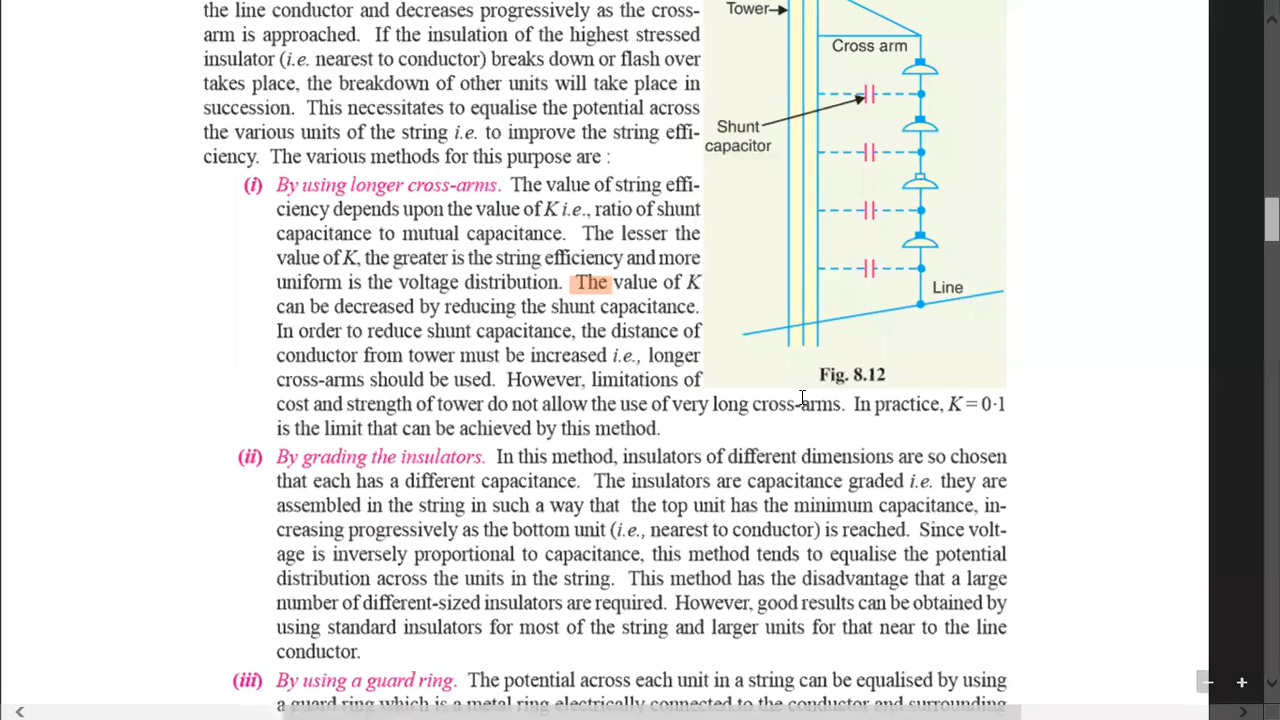 the line conductor and decreases progressively as the cross-
arm is approached. If the insulation of the highest stressed
insulator (i.e. nearest to conductor) breaks down or flash over
takes place, the breakdown of other units will take place in
succession. This necessitates to equalise the potential across
the various units of the string i.e. to improve the string effi-
ciency. The various methods for this purpose are :
(i) By using longer cross-arms. The value of string effi-
ciency depends upon the value of K i.e., ratio of shunt
capacitance to mutual capacitance. The lesser the
value of K, the greater is the string efficiency and more
uniform is the voltage distribution. The value of K
can be decreased by reducing the shunt capacitance.
In order to reduce shunt capacitance, the distance of
conductor from tower must be increased i.e., longer
cross-arms should be used. However, limitations of
cost and strength of tower do not allow the use of very long cross-arms. In practice, K = 0·1
is the limit that can be achieved by this method.
Tower
Cross arm
Shunt
capacitor
Line
Fig. 8.12
(ii) By grading the insulators. In this method, insulators of different dimensions are so chosen
that each has a different capacitance. The insulators are capacitance graded i.e. they are
assembled in the string in such a way that the top unit has the minimum capacitance, in-
creasing progressively as the bottom unit (i.e., nearest to conductor) is reached. Since volt-
age is inversely proportional to capacitance, this method tends to equalise the potential
distribution across the units in the string. This method has the disadvantage that a large
number of different-sized insulators are required. However, good results can be obtained by
using standard insulators for most of the string and larger units for that near to the line
conductor.
(iii) By using a guard ring. The potential across each unit in a string can be equalised by using
a guard ring which is a metal ring electrically connected to the conductor and surrounding